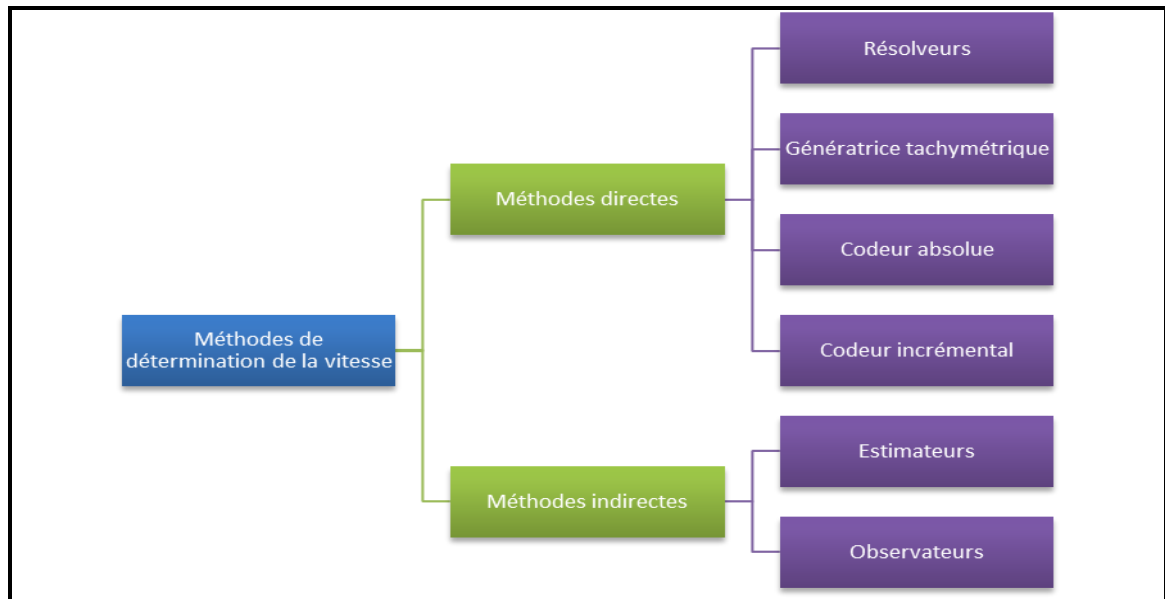 Méthodes de
détermination de la vitesse
Méthodes directes
Résolveurs
Génératrice tachymétrique
Codeur absolue
Codeur incrémental
Méthodes indirectes
Estimateurs
Observateurs